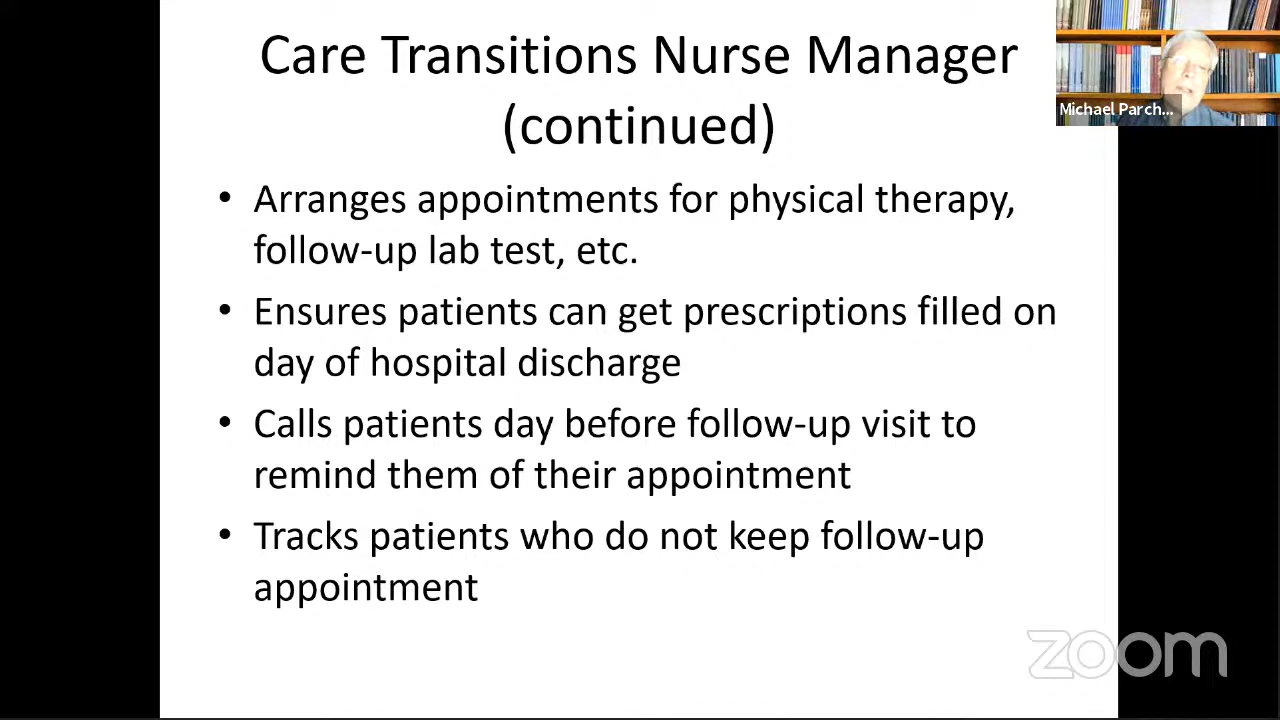 Care Transitions Nurse Manager
(continued)
Michael Parch...
• Arranges appointments for physical therapy,
follow-up lab test, etc.
• Ensures patients can get prescriptions filled on
day of hospital discharge
• Calls patients day before follow-up visit to
remind them of their appointment
• Tracks patients who do not keep follow-up
appointment
zoom